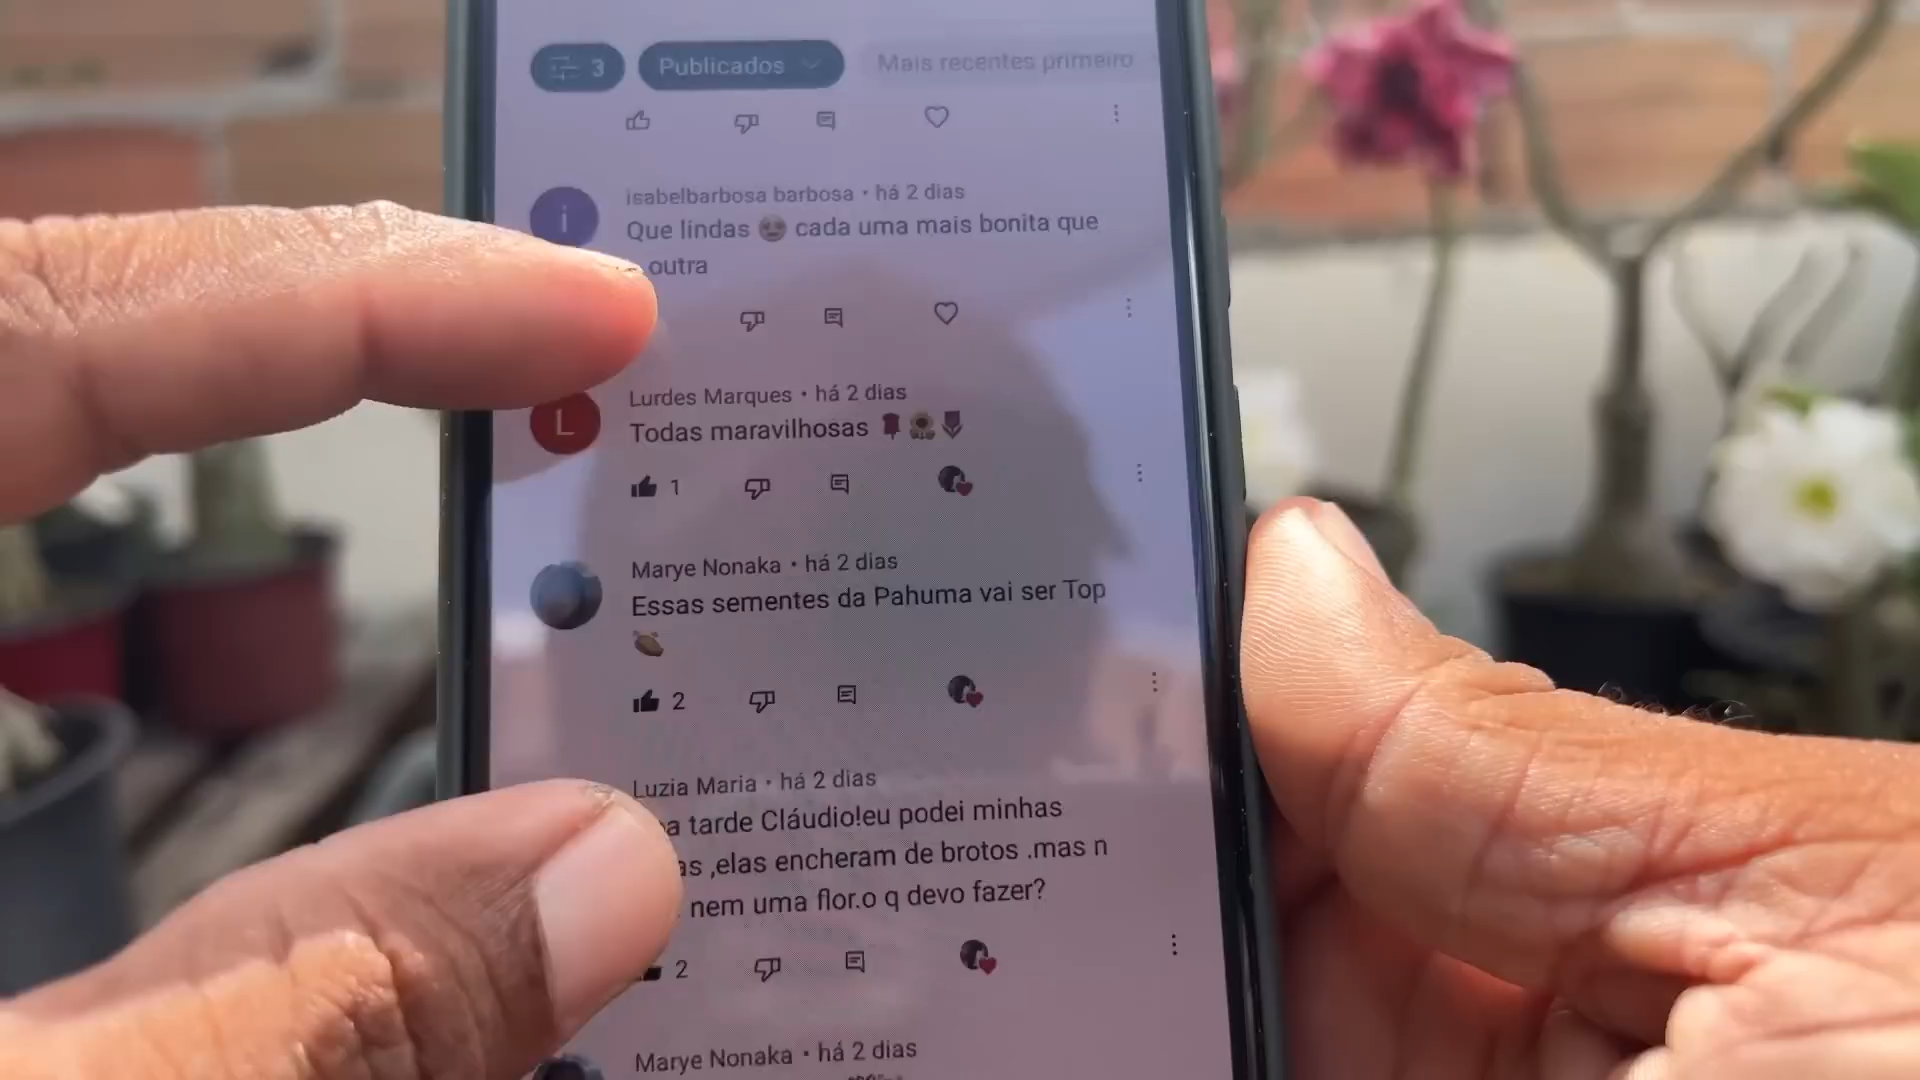 3 Publicados Mais recentes primeiro
i
isabelbarbosa barbosa • há 2 dias
Que lindas cada uma mais bonita que
outra
L
Lurdes Marques • há 2 dias
Todas maravilhosas
1
Marye Nonaka • há 2 dias
Essas sementes da Pahuma vai ser Top
2
Luzia Maria • há 2 dias
a tarde Cláudio!eu podei minhas
as ,elas encheram de brotos .mas n
nem uma flor.o q devo fazer?
2
Marye Nonaka • há 2 dias